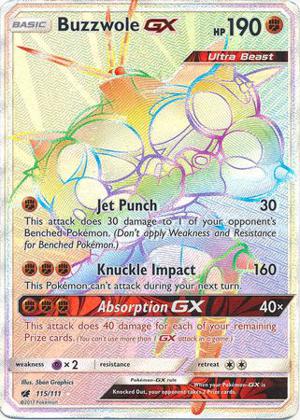 BASIC Buzzwole GX HP 190
Ultra Beast
Jet Punch 30
This attack does 30 damage to 1 of your opponent's
Benched Pokémon. (Don't apply Weakness and Resistance
for Benched Pokémon.)
Knuckle Impact 160
This Pokémon can't attack during your next turn.
Absorption GX 40×
This attack does 40 damage for each of your remaining
Prize cards. (You can't use more than 1 GX attack in a game.)
weakness × 2 resistance retreat
Illus. 5ban Graphics
115/111
©2017 Pokémon
Pokémon-GX rule
When your Pokémon-GX is
Knocked Out, your opponent takes 2 Prize cards.